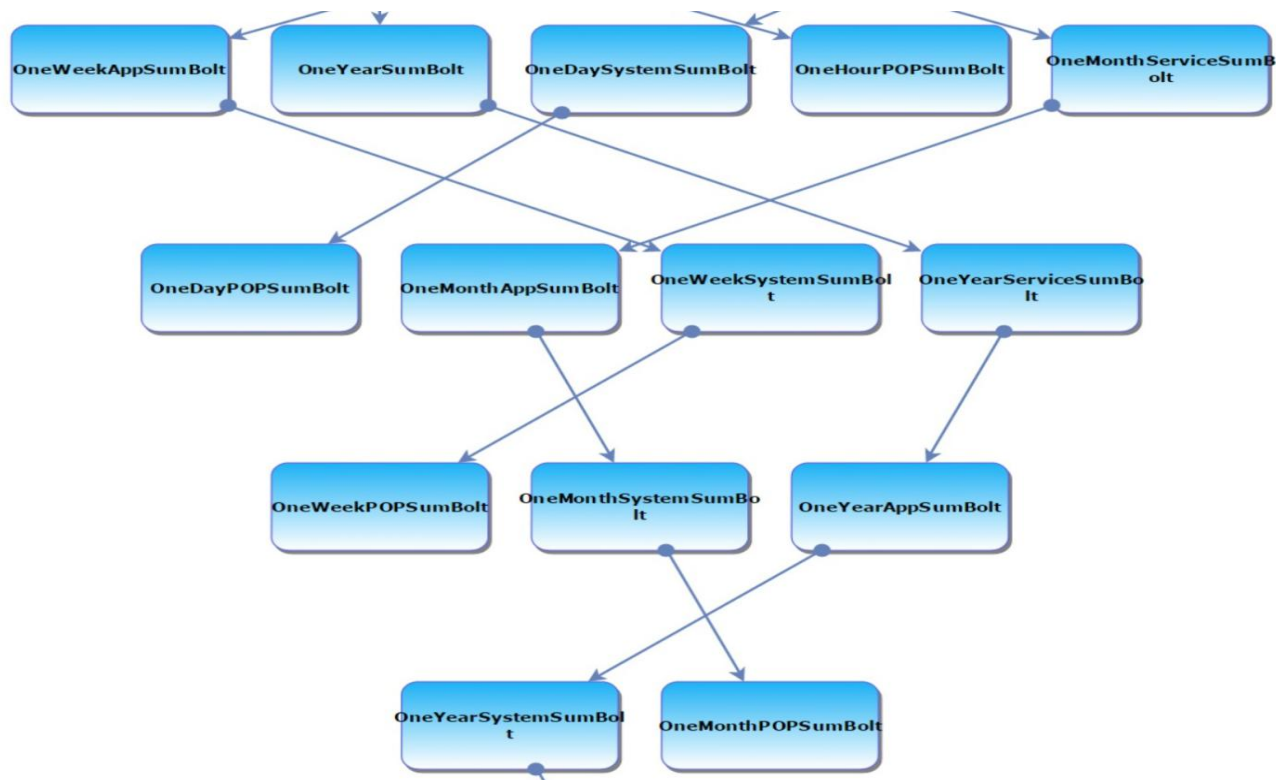 OneWeekAppSumBolt
OneYearSumBolt
OneDaySystemSumBolt
OneHourPOPSumBolt
OneMonthServiceSumB
olt
OneDayPOPSumBolt
OneMonthAppSumBolt
OneWeekSystemSumBol
t
OneYearServiceSumBo
lt
OneWeekPOPSumBolt
OneMonthSystemSumBo
lt
OneYearAppSumBolt
OneYearSystemSumBol
t
OneMonthPOPSumBolt